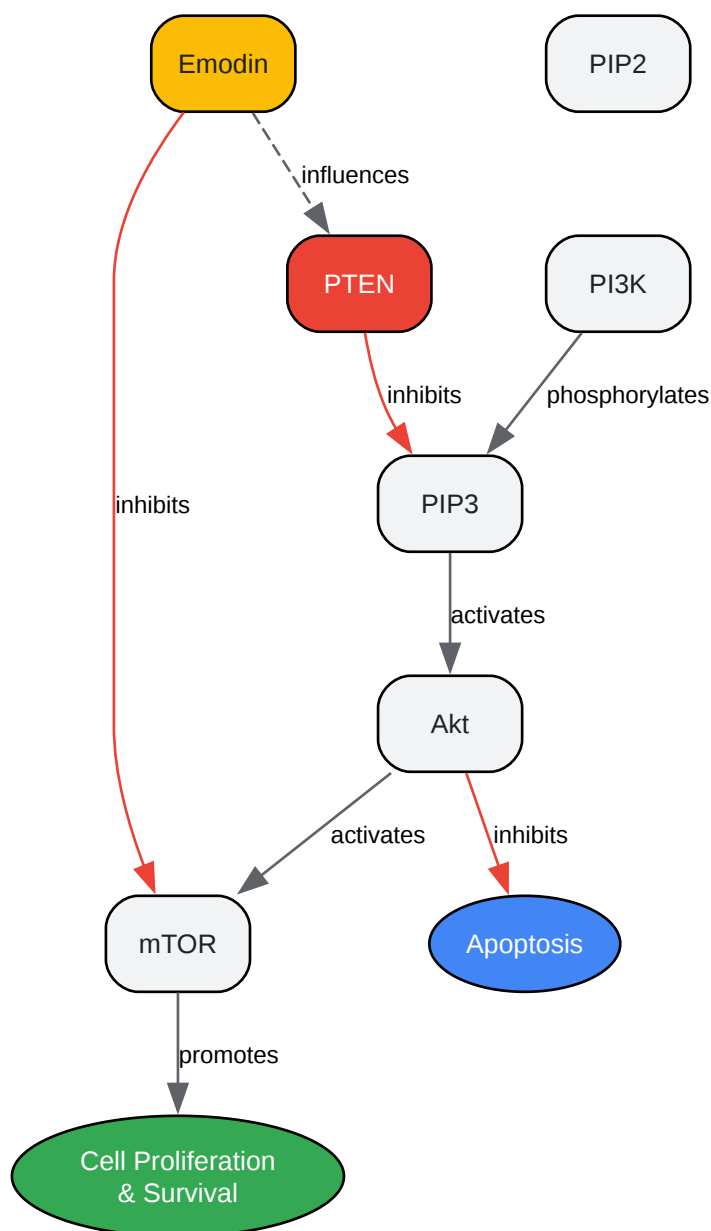 Emodin
PIP2
influences
PTEN
PI3K
inhibits
phosphorylates
inhibits
PIP3
activates
Akt
activates
inhibits
mTOR
Apoptosis
promotes
Cell Proliferation
& Survival